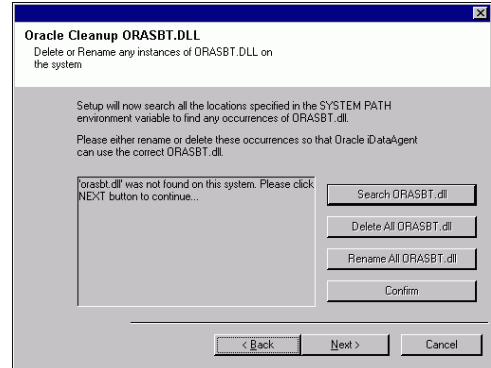 Oracle Cleanup ORASBT.DLL
Delete or Rename any instances of ORASBT.DLL on
the system
Setup will now search all the locations specified in the SYSTEM PATH
environment variable to find any occurrences of ORASBT.dll.
Please either rename or delete these occurrences so that Oracle iDataAgent
can use the correct ORASBT.dll.
'orasbt.dll' was not found on this system. Please click
NEXT button to continue...
Search ORASBT.dll
Delete All ORASBT.dll
Rename All ORASBT.dll
Confirm
< Back
Next >
Cancel